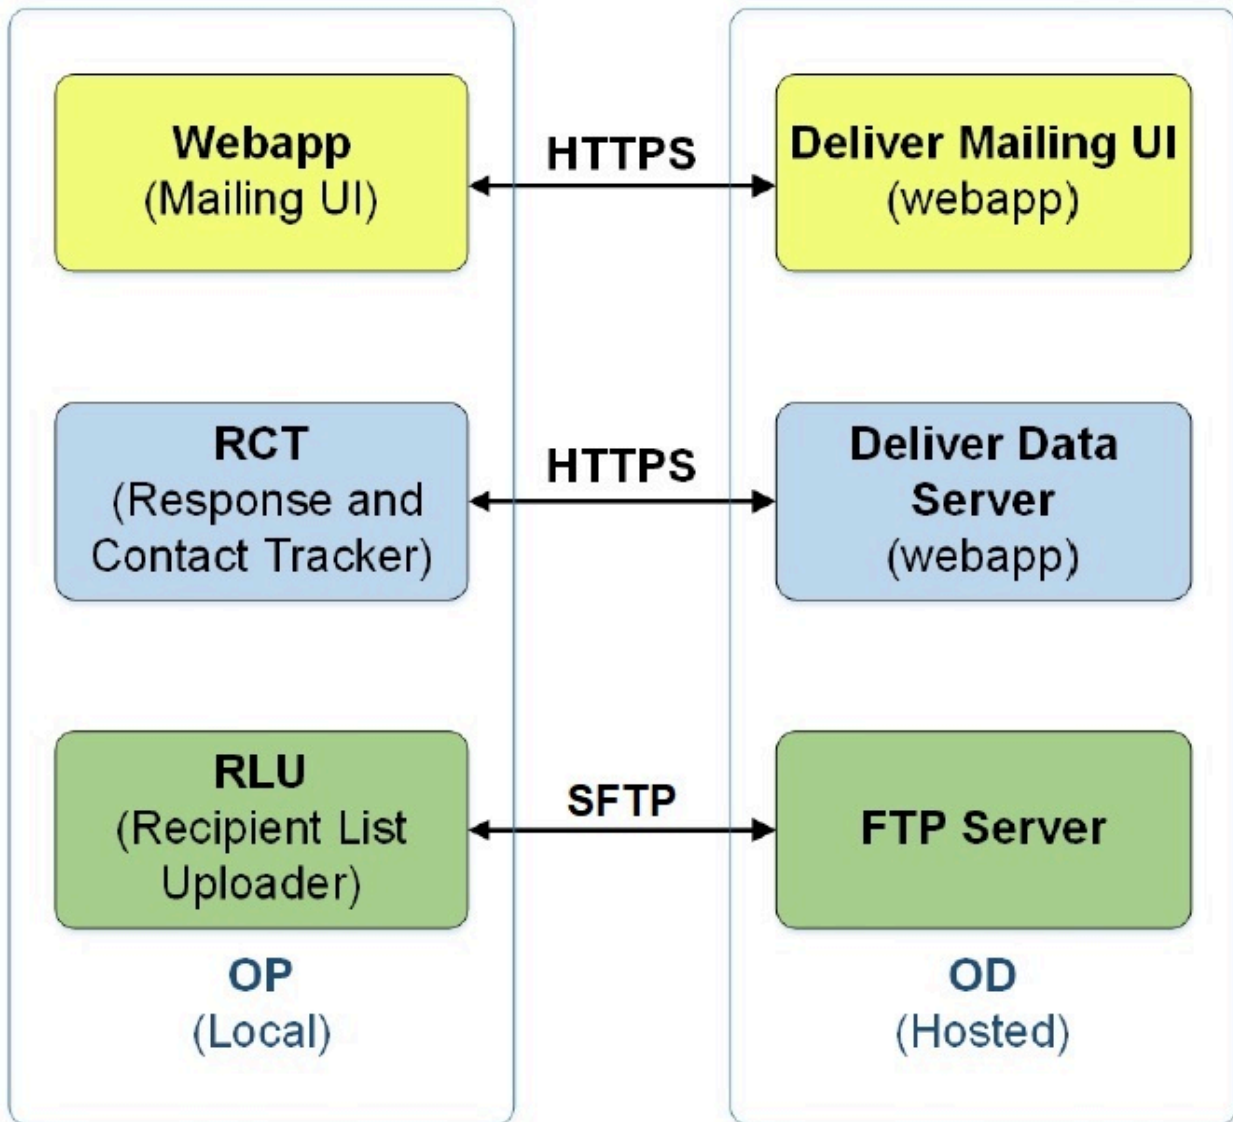 Webapp
(Mailing UI)
HTTPS
Deliver Mailing UI
(webapp)
RCT
(Response and
Contact Tracker)
HTTPS
Deliver Data
Server
(webapp)
RLU
(Recipient List
Uploader)
SFTP
FTP Server
OP
(Local)
OD
(Hosted)